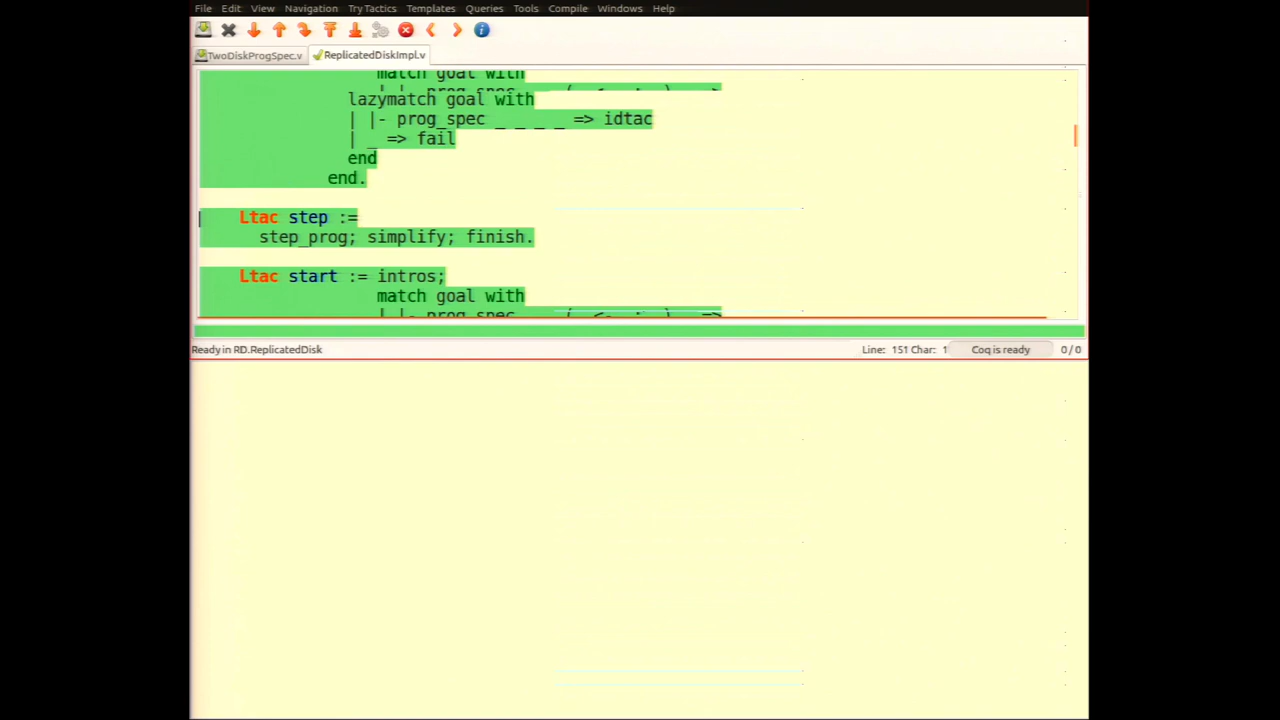 File Edit View Navigation Try Tactics Templates Queries Tools Compile Windows Help
TwoDiskProgSpec.v ReplicatedDiskImpl.v
match goal with
lazymatch goal with
| |- prog_spec _ _ _ _ => idtac
| _ => fail
end
end.
Ltac step :=
step_prog; simplify; finish.
Ltac start := intros;
match goal with
| |- prog_spec
Ready in RD.ReplicatedDisk Line: 151 Char: 1 Coq is ready 0 / 0